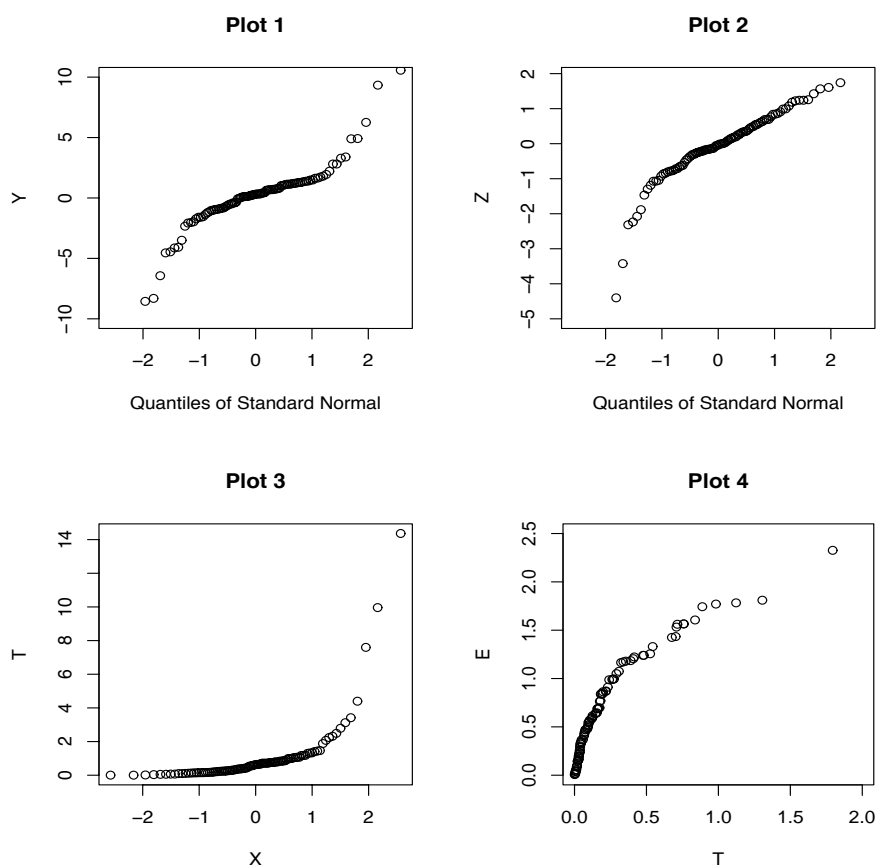 Plot 1
10
5
0
−5
−10
Y
−2 −1 0 1 2
Quantiles of Standard Normal
Plot 2
2
1
0
−1
−2
−3
−4
−5
Z
−2 −1 0 1 2
Quantiles of Standard Normal
Plot 3
14
10
8
6
4
2
0
T
−2 −1 0 1 2
X
Plot 4
2.5
2.0
1.5
1.0
0.5
0.0
E
0.0 0.5 1.0 1.5 2.0
T